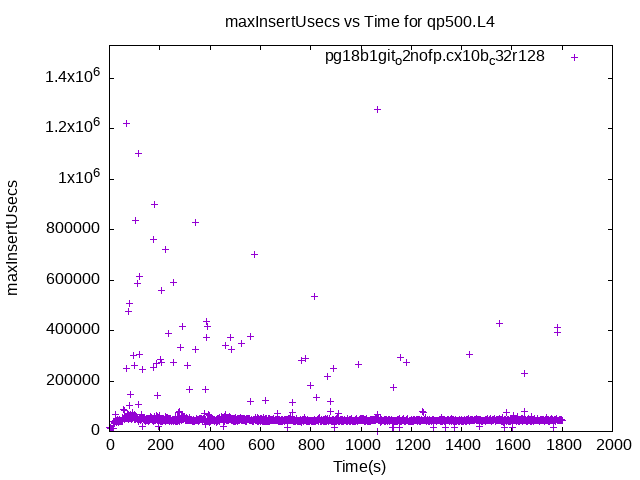 maxInsertUsecs vs Time for qp500.L4
pg18b1git_o2nofp.cx10b_c32r128
1.4x10^6
1.2x10^6
1x10^6
800000
600000
400000
200000
0
maxInsertUsecs
0 200 400 600 800 1000 1200 1400 1600 1800 2000
Time(s)